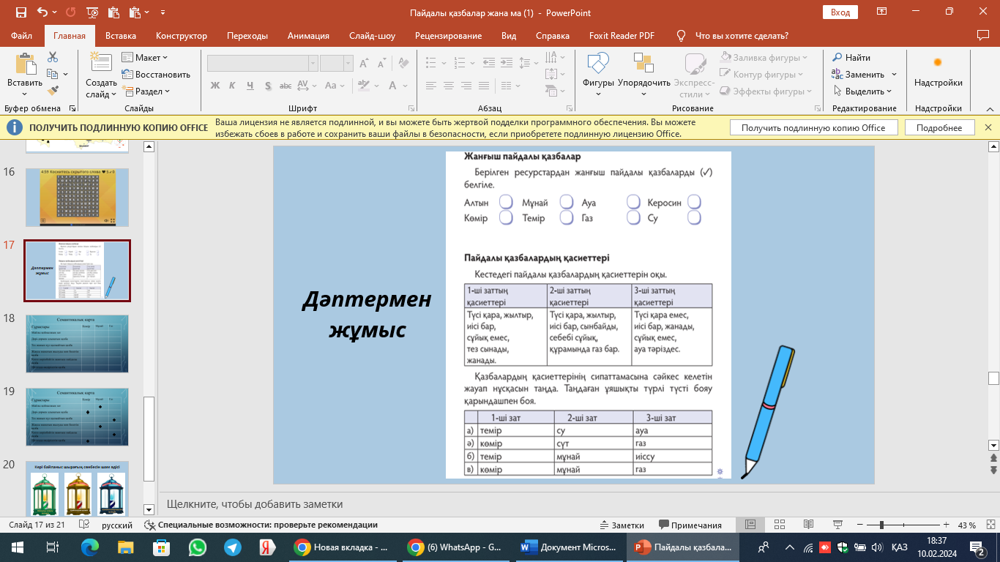 Пайдалы қазбалар жана ма (1) - PowerPoint
Вход
Файл Главная Вставка Конструктор Переходы Анимация Слайд-шоу Рецензирование Вид Справка Foxit Reader PDF Что вы хотите сделать?
Вставить
Буфер обмена
Создать слайд
Макет
Восстановить
Раздел
Слайды
Ж К Ч S abc AV Aa А
Шрифт
Абзац
Фигуры
Упорядочить
Экспресс-стили
Заливка фигуры
Контур фигуры
Эффекты фигуры
Рисование
Найти
Заменить
Выделить
Редактирование
Надстройки
Надстройки
ПОЛУЧИТЬ ПОДЛИННУЮ КОПИЮ OFFICE
Ваша лицензия не является подлинной, и вы можете быть жертвой подделки программного обеспечения. Вы можете
избежать сбоев в работе и сохранить ваши файлы в безопасности, если приобретете подлинную лицензию Office.
Получить подлинную копию Office
Подробнее
16
17
Дәптермен
жұмыс
18
Семантикалық карта
19
Семантикалық карта
20
Дәптермен
жұмыс
Жанғыш пайдалы қазбалар
Берілген ресурстардан жанғыш пайдалы қазбаларды (✓)
белгіле.
Алтын Мұнай Ауа Керосин
Көмір Темір Газ Су
Пайдалы қазбалардың қасиеттері
Кестедегі пайдалы қазбалардың қасиеттерін оқы.
1-ші заттың қасиеттері
2-ші заттың қасиеттері
3-ші заттың қасиеттері
Түсі қара, жылтыр,
иісі бар,
сұйық емес,
тез сынады,
жанады.
Түсі қара, жылтыр,
иісі бар, сынбайды,
себебі сұйық,
құрамында газ бар.
Түсі қара емес,
иісі бар, жанады,
сұйық емес,
ауа тәріздес.
Қазбалардың қасиеттерінің сипаттамасына сәйкес келетін
жауап нұсқасын таңда. Таңдаған ұяшықты түрлі түсті бояу
қарындашпен боя.
1-ші зат 2-ші зат 3-ші зат
а) темір су ауа
ә) көмір сүт газ
б) темір мұнай иіссу
в) көмір мұнай газ
Щелкните, чтобы добавить заметки
Слайд 17 из 21 русский Специальные возможности: проверьте рекомендации Заметки Примечания 43 %
Новая вкладка - ... (6) WhatsApp - G... Документ Micros... Пайдалы қазбала... ҚАЗ
18:37
10.02.2024
2